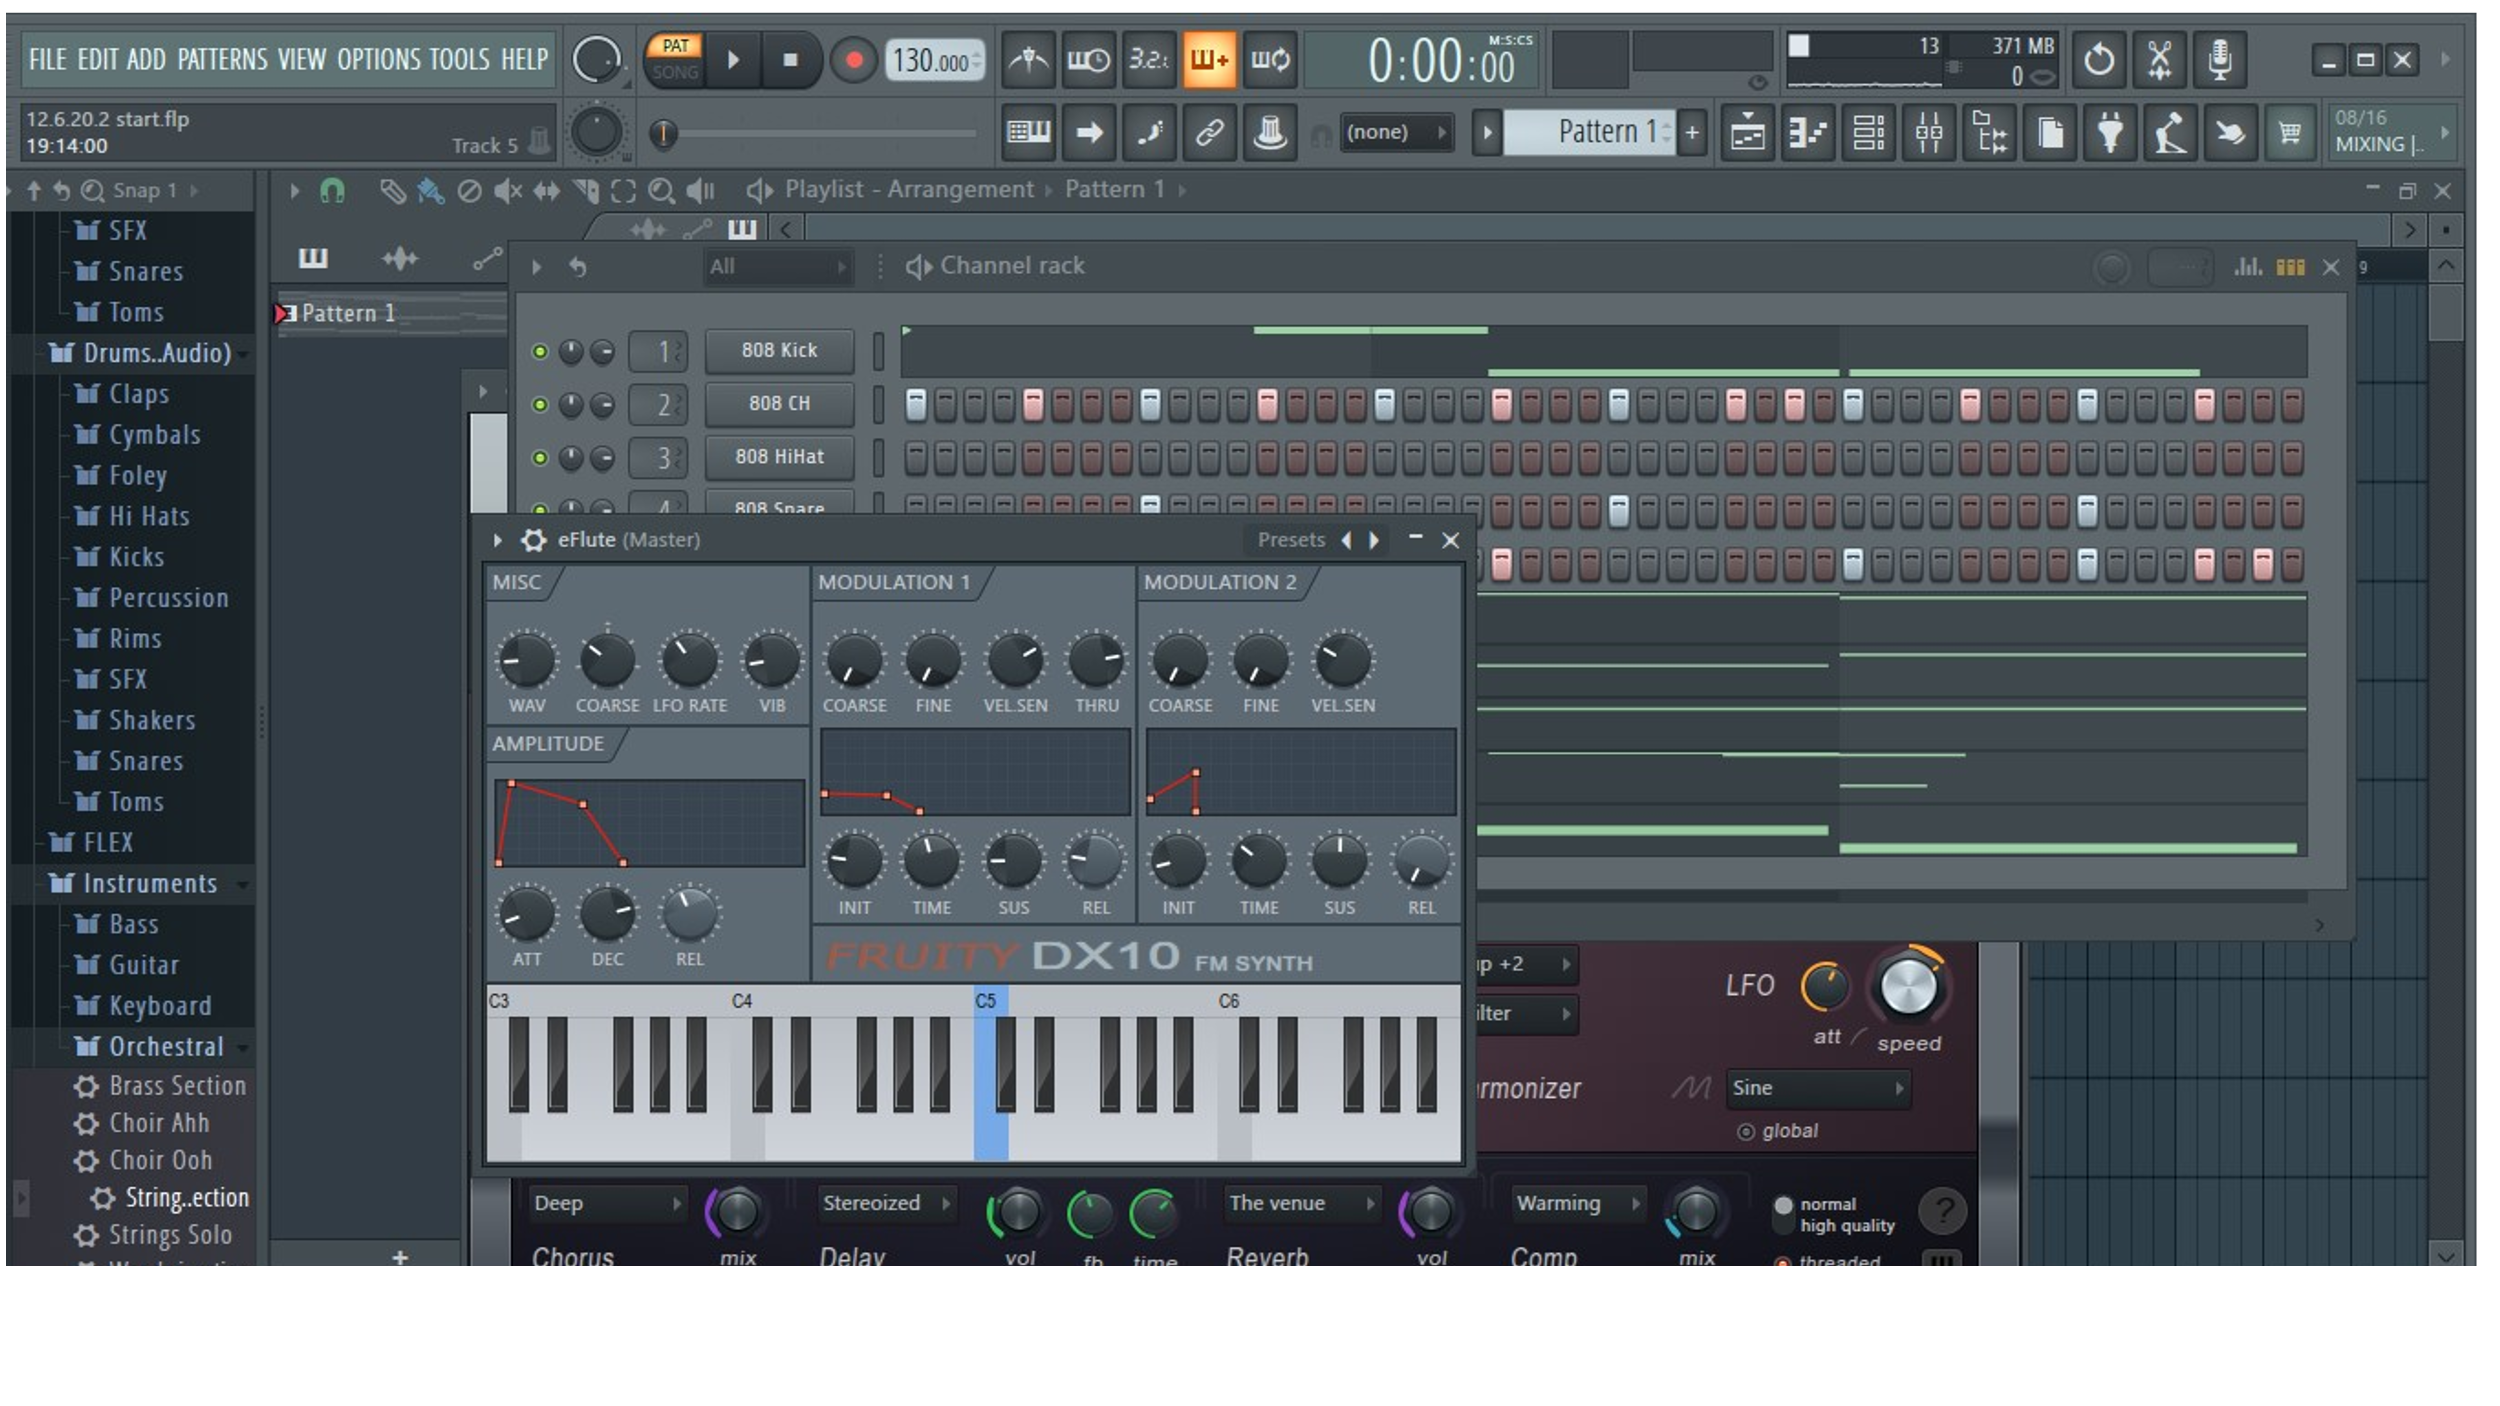 FILE EDIT ADD PATTERNS VIEW OPTIONS TOOLS HELP
PAT
SONG
130.000
3.2.1
0:00:00
M:S:CS
13
371 MB
0
12.6.20.2 start.flp
19:14:00
Track 5
(none)
Pattern 1
+
08/16
MIXING |..
Snap 1
Playlist - Arrangement
Pattern 1
SFX
Snares
Toms
Drums..Audio)
Claps
Cymbals
Foley
Hi Hats
Kicks
Percussion
Rims
SFX
Shakers
Snares
Toms
FLEX
Instruments
Bass
Guitar
Keyboard
Orchestral
Brass Section
Choir Ahh
Choir Ooh
String..ection
Strings Solo
Pattern 1
+
All
Channel rack
9
1
808 Kick
2
808 CH
3
808 HiHat
4
808 Snare
eFlute (Master)
Presets
MISC
WAV
COARSE
LFO RATE
VIB
AMPLITUDE
ATT
DEC
REL
MODULATION 1
COARSE
FINE
VEL.SEN
THRU
INIT
TIME
SUS
REL
MODULATION 2
COARSE
FINE
VEL.SEN
INIT
TIME
SUS
REL
FRUITY DX10 FM SYNTH
C3
C4
C5
C6
+2
LFO
att
speed
Sine
global
Deep
Chorus
mix
Stereoized
Delay
vol
fb
time
The venue
Reverb
vol
Warming
Comp
mix
normal
high quality
threaded
?